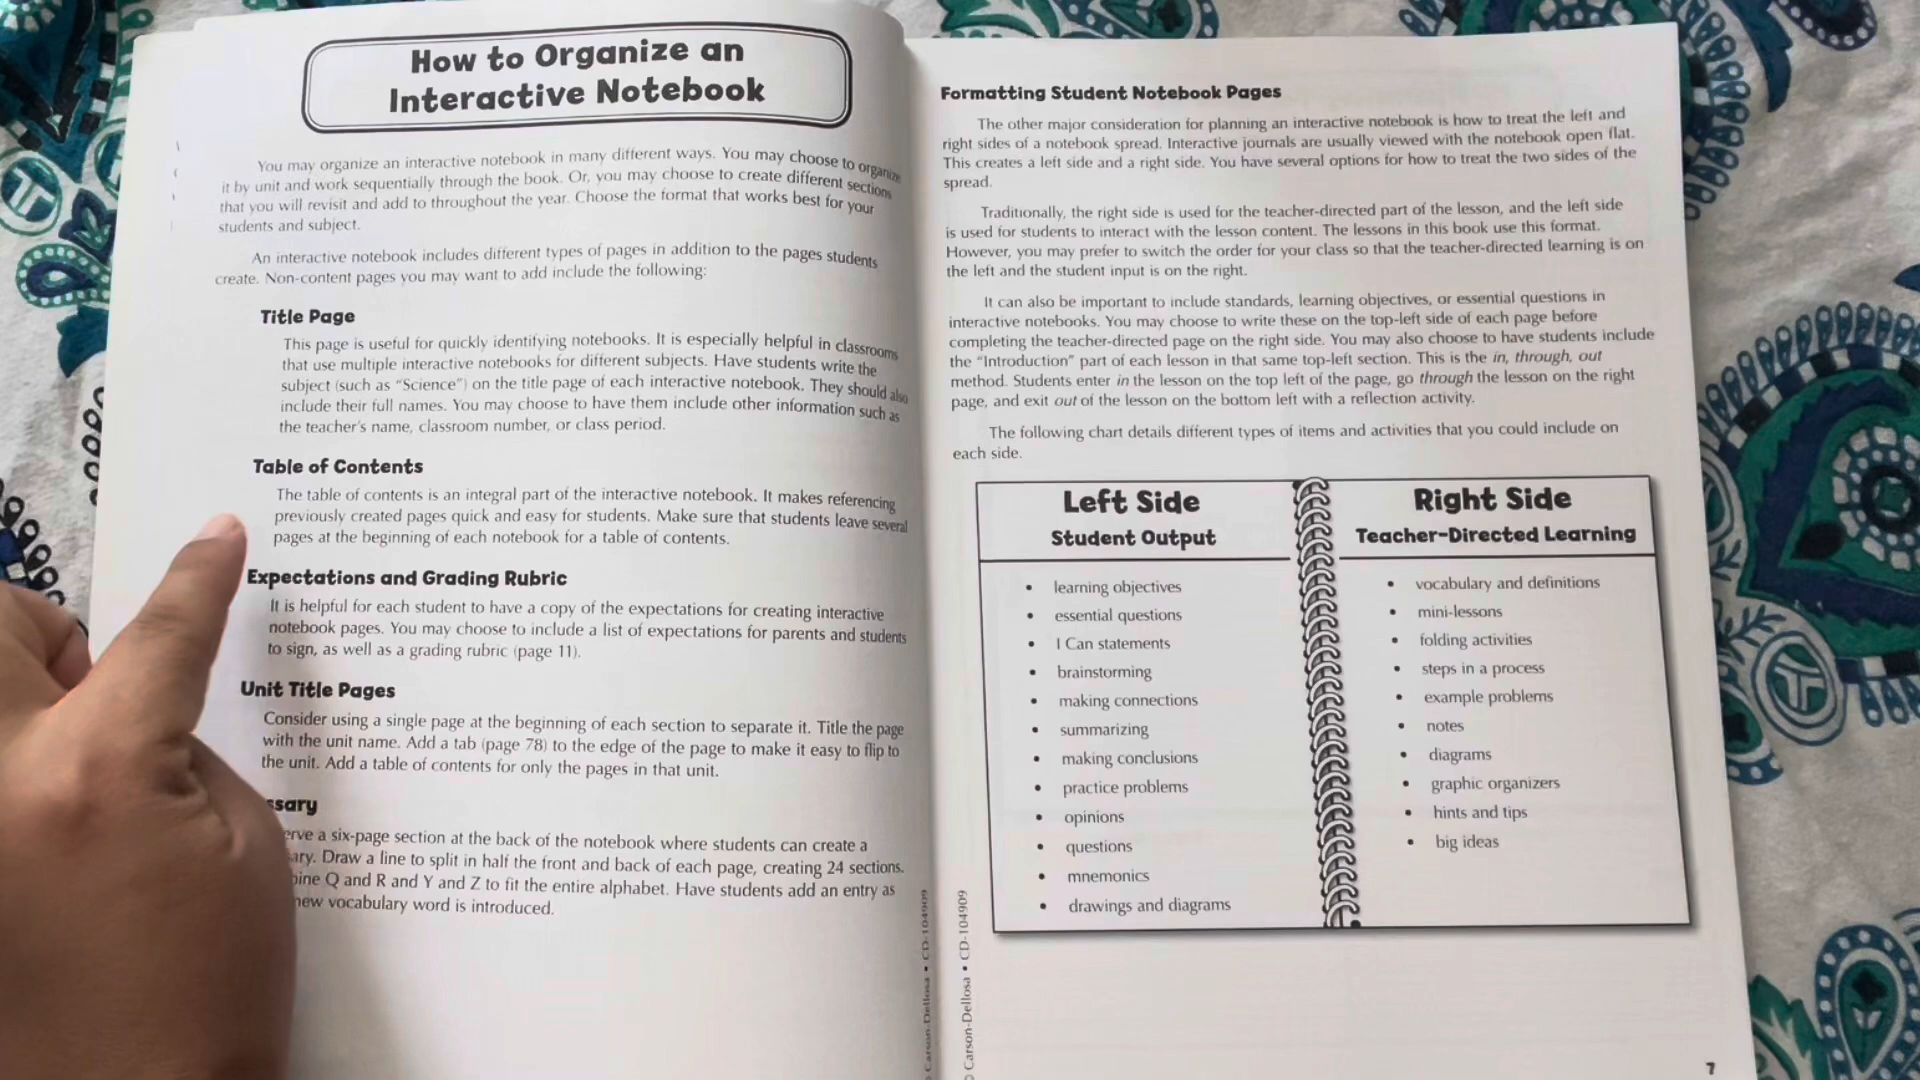 How to Organize an
Interactive Notebook
You may organize an interactive notebook in many different ways. You may choose to organize
it by unit and work sequentially through the book. Or, you may choose to create different sections
that you will revisit and add to throughout the year. Choose the format that works best for your
students and subject.
An interactive notebook includes different types of pages in addition to the pages students
create. Non-content pages you may want to add include the following:
Title Page
This page is useful for quickly identifying notebooks. It is especially helpful in classrooms
that use multiple interactive notebooks for different subjects. Have students write the
subject (such as “Science”) on the title page of each interactive notebook. They should also
include their full names. You may choose to have them include other information such as
the teacher's name, classroom number, or class period.
Table of Contents
The table of contents is an integral part of the interactive notebook. It makes referencing
previously created pages quick and easy for students. Make sure that students leave several
pages at the beginning of each notebook for a table of contents.
Expectations and Grading Rubric
It is helpful for each student to have a copy of the expectations for creating interactive
notebook pages. You may choose to include a list of expectations for parents and students
to sign, as well as a grading rubric (page 11).
Unit Title Pages
Consider using a single page at the beginning of each section to separate it. Title the page
with the unit name. Add a tab (page 78) to the edge of the page to make it easy to flip to
the unit. Add a table of contents for only the pages in that unit.
ssary
erve a six-page section at the back of the notebook where students can create a
ary. Draw a line to split in half the front and back of each page, creating 24 sections.
bine Q and R and Y and Z to fit the entire alphabet. Have students add an entry as
new vocabulary word is introduced.
© Carson-Dellosa • CD-104909
Formatting Student Notebook Pages
The other major consideration for planning an interactive notebook is how to treat the left and
right sides of a notebook spread. Interactive journals are usually viewed with the notebook open flat.
This creates a left side and a right side. You have several options for how to treat the two sides of the
spread.
Traditionally, the right side is used for the teacher-directed part of the lesson, and the left side
is used for students to interact with the lesson content. The lessons in this book use this format.
However, you may prefer to switch the order for your class so that the teacher-directed learning is on
the left and the student input is on the right.
It can also be important to include standards, learning objectives, or essential questions in
interactive notebooks. You may choose to write these on the top-left side of each page before
completing the teacher-directed page on the right side. You may also choose to have students include
the “Introduction” part of each lesson in that same top-left section. This is the in, through, out
method. Students enter in the lesson on the top left of the page, go through the lesson on the right
page, and exit out of the lesson on the bottom left with a reflection activity.
The following chart details different types of items and activities that you could include on
each side.
Left Side
Student Output
• learning objectives
• essential questions
• I Can statements
• brainstorming
• making connections
• summarizing
• making conclusions
• practice problems
• opinions
• questions
• mnemonics
• drawings and diagrams
Right Side
Teacher-Directed Learning
• vocabulary and definitions
• mini-lessons
• folding activities
• steps in a process
• example problems
• notes
• diagrams
• graphic organizers
• hints and tips
• big ideas
© Carson-Dellosa • CD-104909
7